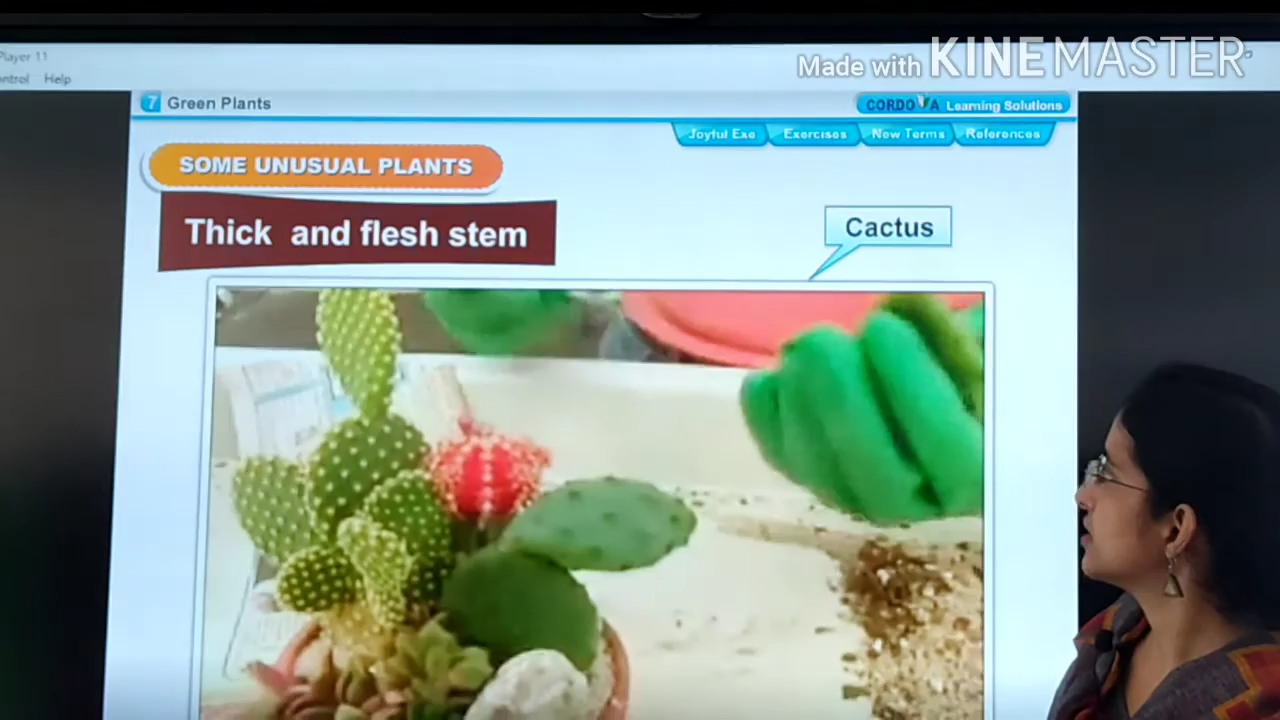 Made with KINEMASTER
Player 11
ontrol Help
7 Green Plants
CORDOVA Learning Solutions
Joyful Exe Exercises New Terms References
SOME UNUSUAL PLANTS
Thick and flesh stem
Cactus